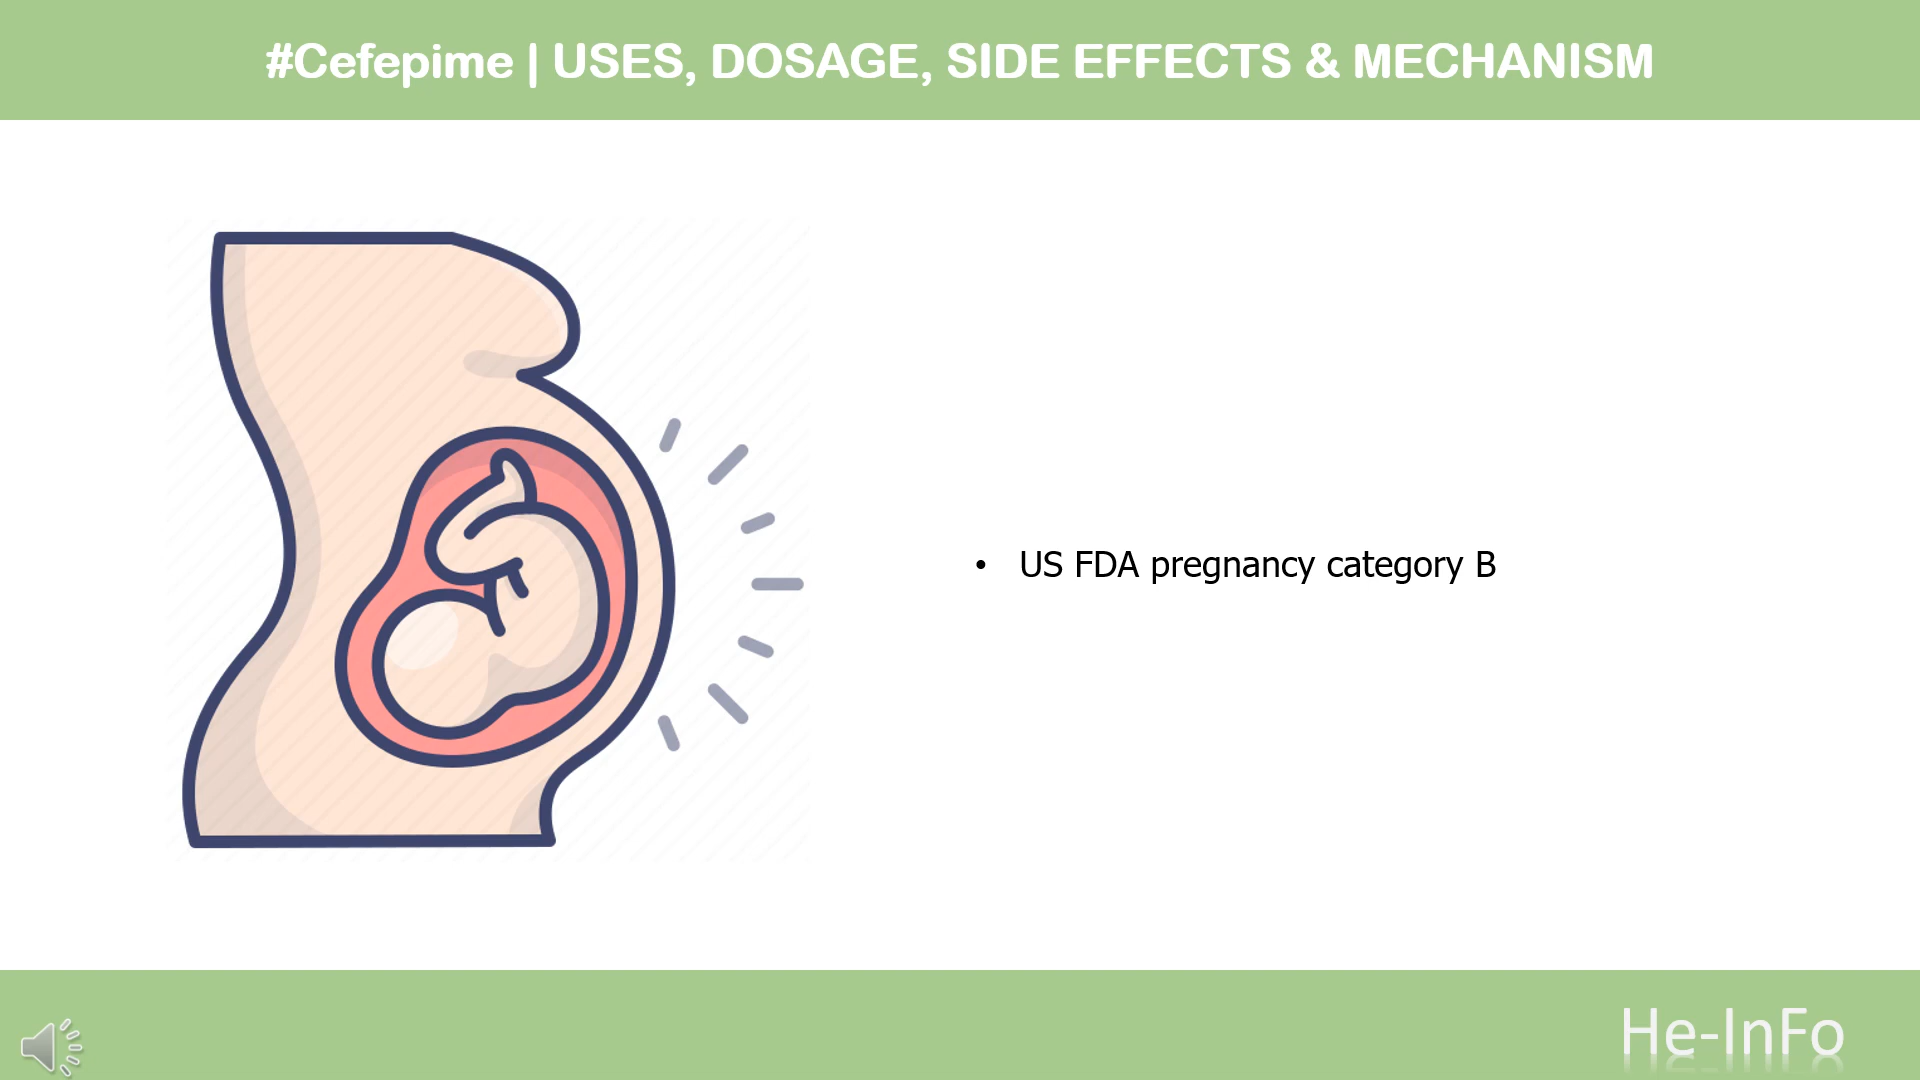 #Cefepime | USES, DOSAGE, SIDE EFFECTS & MECHANISM
• US FDA pregnancy category B
He-InFo